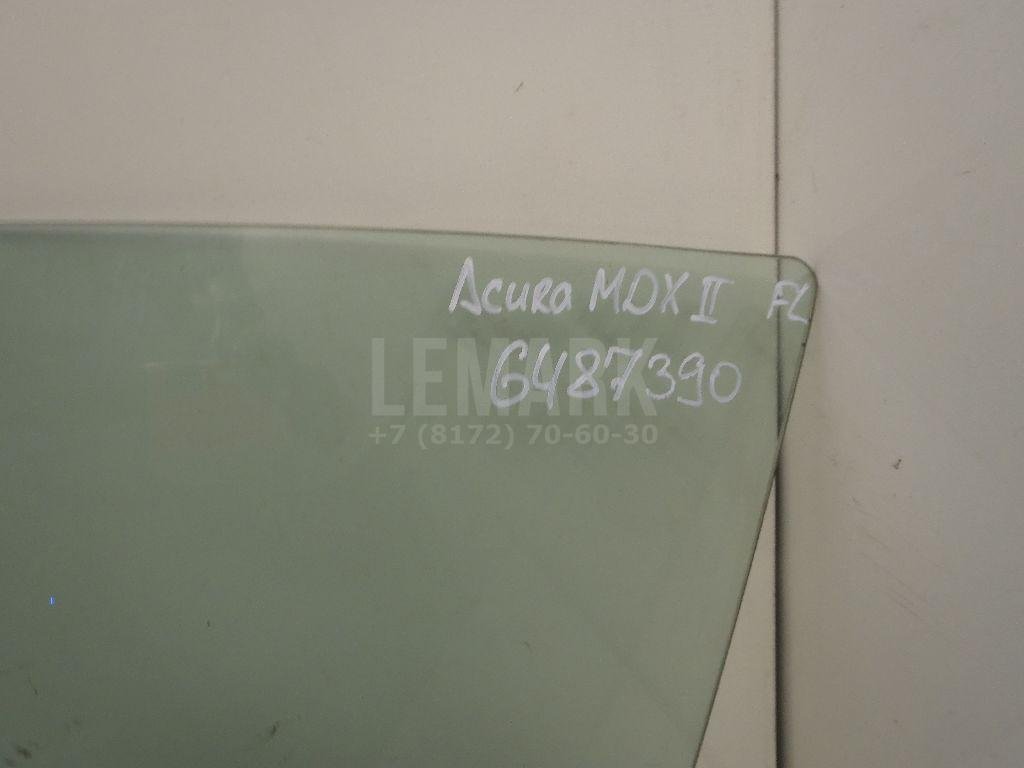 Acura MDX II FL
6487390
LEMARK
+7 (8172) 70-60-30